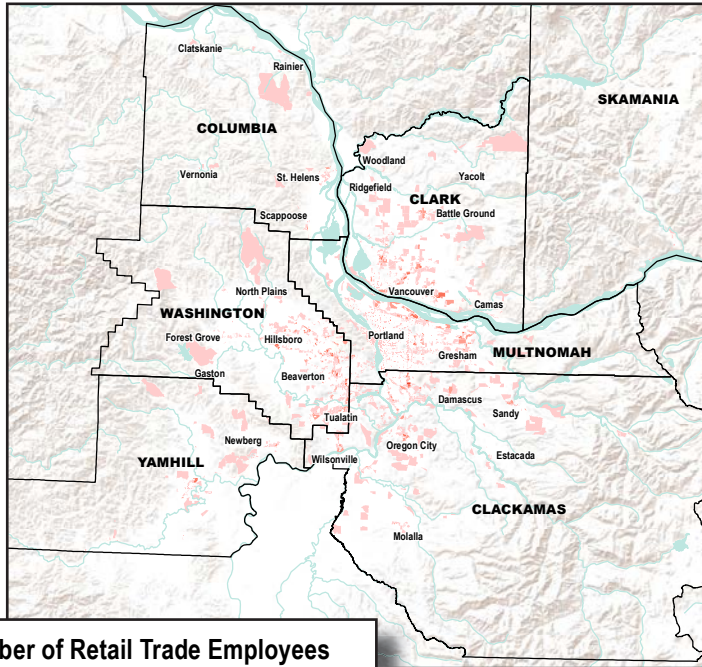 Clatskanie
Rainier
SKAMANIA
COLUMBIA
Woodland
Yacolt
Vernonia
St. Helens
Ridgefield
CLARK
Battle Ground
Scappoose
North Plains
Vancouver
Camas
WASHINGTON
Forest Grove
Hillsboro
Portland
MULTNOMAH
Gresham
Gaston
Beaverton
Damascus
Sandy
Tualatin
Newberg
Oregon City
Wilsonville
Estacada
YAMHILL
CLACKAMAS
Molalla
ber of Retail Trade Employees